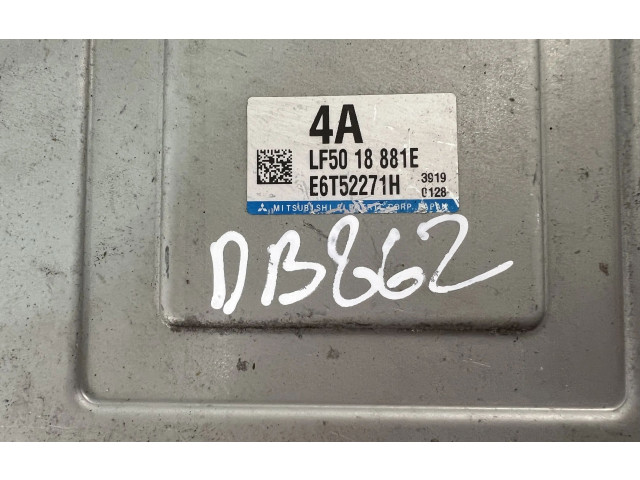 4A
LF50 18 881E
E6T52271H
3919
0128
MITSUBISHI ELECTRIC CORP. JAPAN
DB862